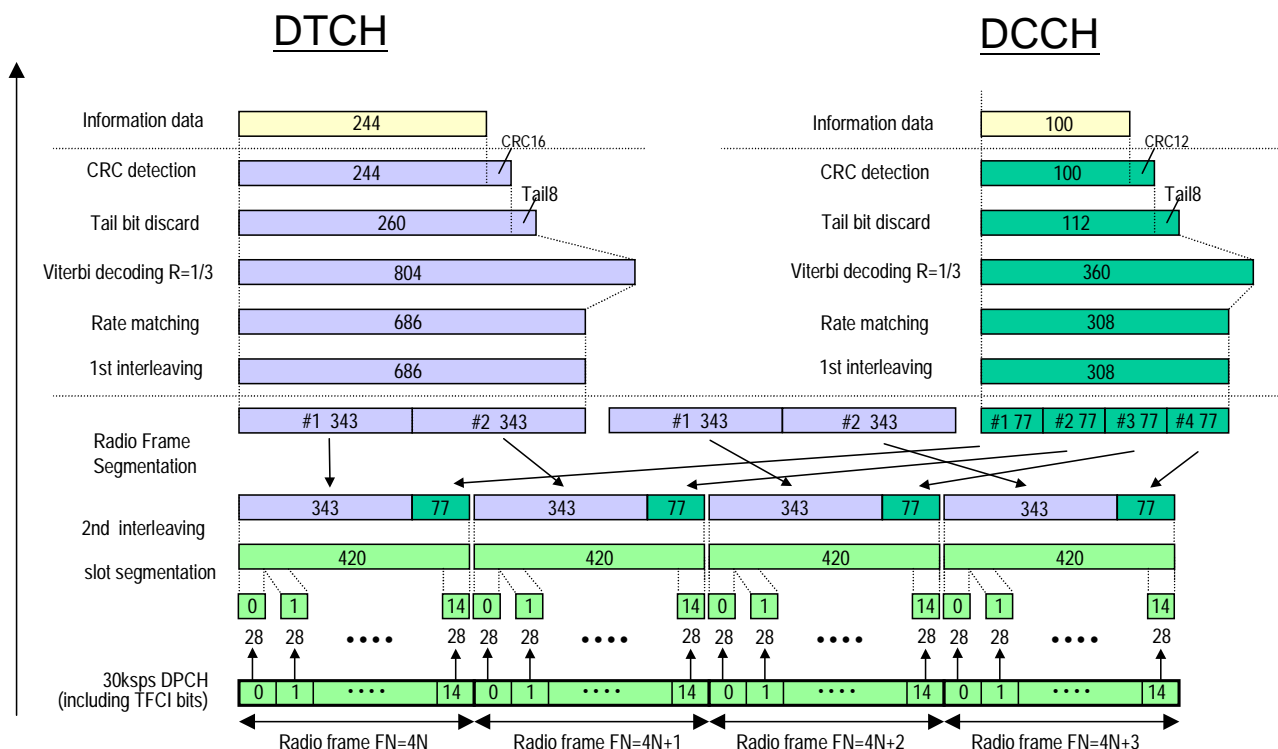 DTCH DCCH
Information data 244 Information data 100
CRC16 CRC12
CRC detection 244 CRC detection 100
Tail8 Tail8
Tail bit discard 260 Tail bit discard 112
Viterbi decoding R=1/3 804 Viterbi decoding R=1/3 360
Rate matching 686 Rate matching 308
1st interleaving 686 1st interleaving 308
#1 343 #2 343 #1 343 #2 343 #1 77 #2 77 #3 77 #4 77
Radio Frame
Segmentation
343 77 343 77 343 77 343 77
2nd interleaving
420 420 420 420
slot segmentation
0 1 14 0 1 14 0 1 14 0 1 14
28 28 •••• 28 28 28 •••• 28 28 28 •••• 28 28 28 •••• 28
30ksps DPCH
(including TFCI bits)
0 1 •••• 14 0 1 •••• 14 0 1 •••• 14 0 1 •••• 14
Radio frame FN=4N Radio frame FN=4N+1 Radio frame FN=4N+2 Radio frame FN=4N+3